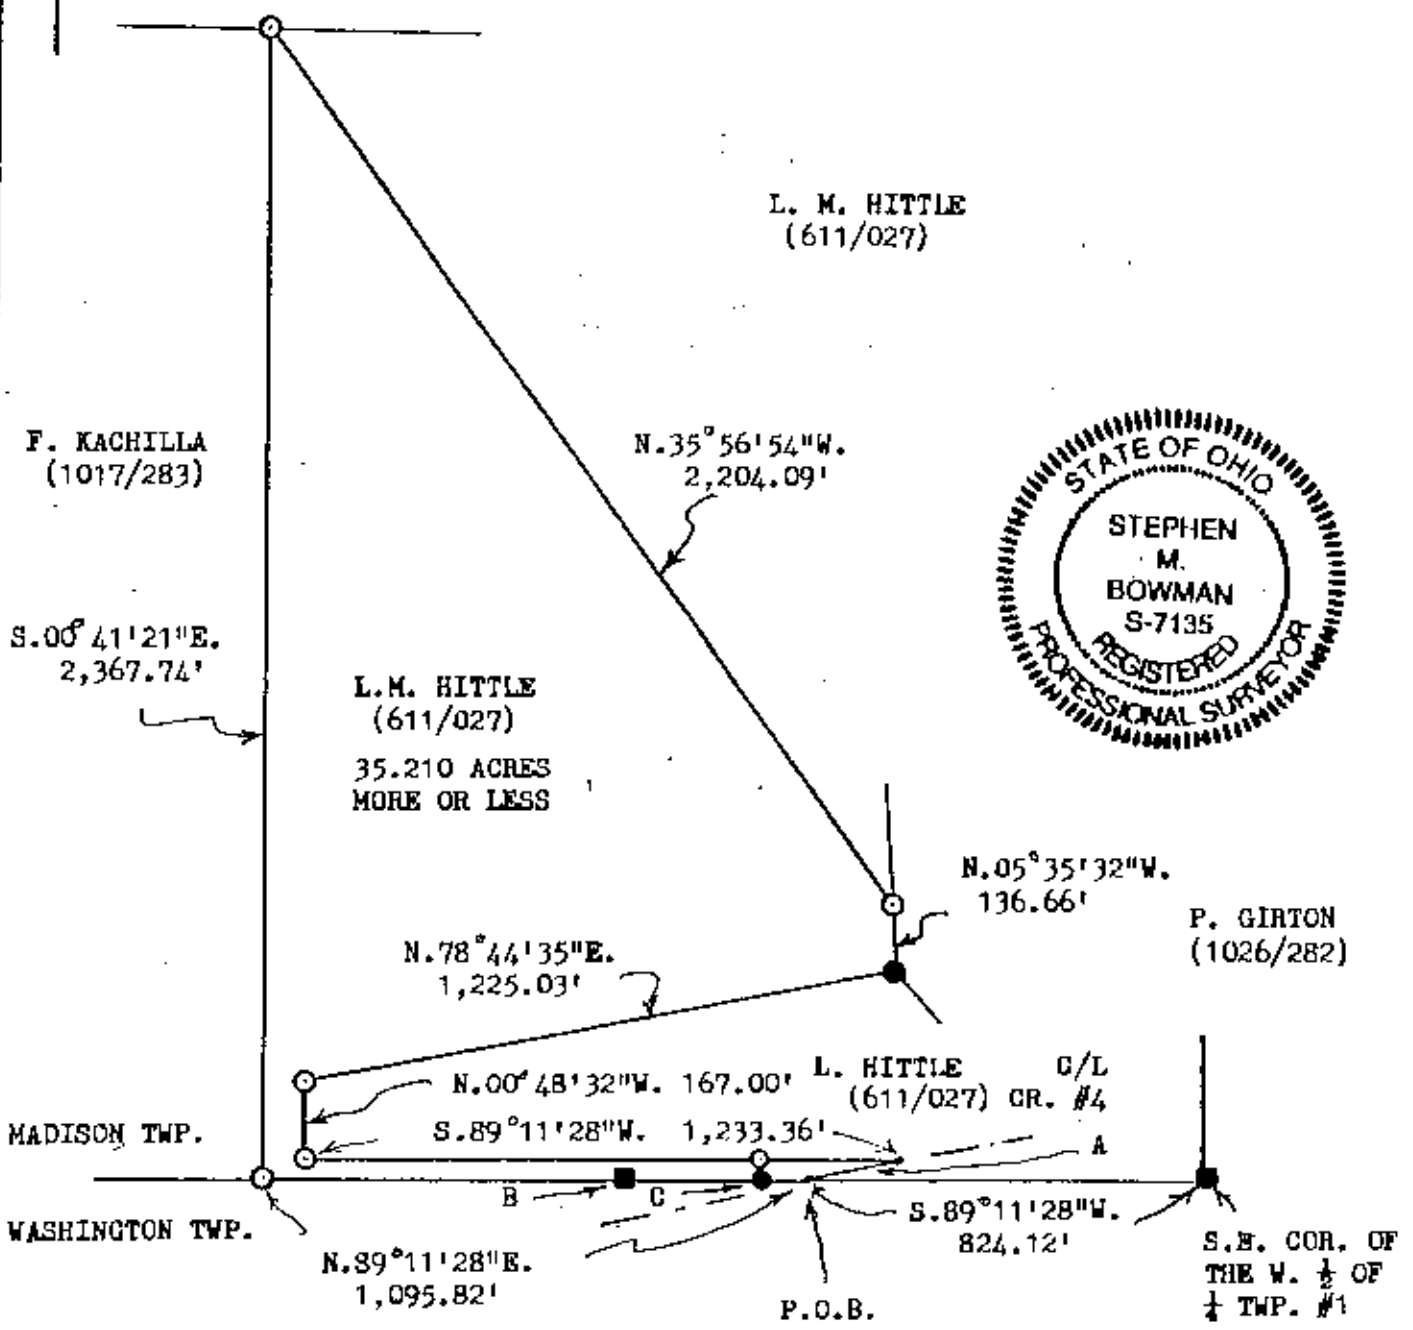 L. M. HITTLE
(611/027)
F. KACHILLA
(1017/283)
N.35°56'54"W.
2,204.09'
STATE OF OHIO
STEPHEN
M.
BOWMAN
S-7135
REGISTERED
PROFESSIONAL SURVEYOR
S.00°41'21"E.
2,367.74'
L.M. HITTLE
(611/027)
35.210 ACRES
MORE OR LESS
N.05°35'32"W.
136.66'
P. GIRTON
(1026/282)
N.78°44'35"E.
1,225.03'
N.00°48'32"W. 167.00'
L. HITTLE
(611/027)
C/L
CR. #4
MADISON TWP.
S.89°11'28"W. 1,233.36'
A
B
C
WASHINGTON TWP.
S.89°11'28"W.
824.12'
N.89°11'28"E.
1,095.82'
P.O.B.
S.E. COR. OF
THE W. ½ OF
¼ TWP. #1